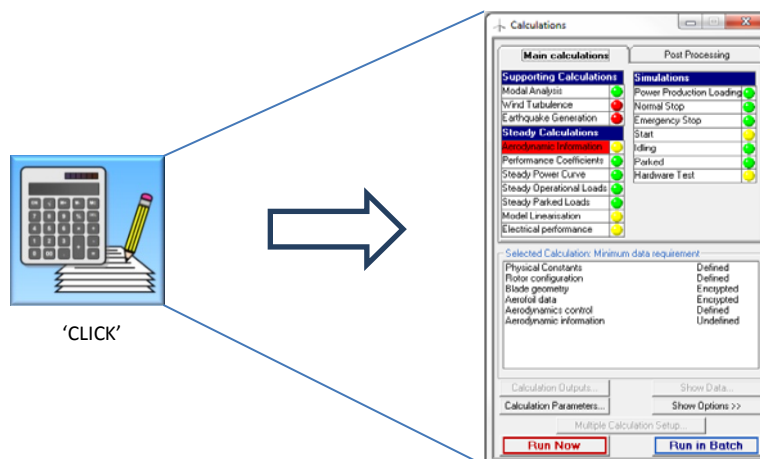 Calculations
Main calculations
Post Processing
Supporting Calculations
Modal Analysis
Wind Turbulence
Earthquake Generation
Steady Calculations
Aerodynamic Information
Performance Coefficients
Steady Power Curve
Steady Operational Loads
Steady Parked Loads
Model Linearisation
Electrical performance
Simulations
Power Production Loading
Normal Stop
Emergency Stop
Start
Idling
Parked
Hardware Test
'CLICK'
Selected Calculation: Minimum data requirement
Physical Constants Defined
Rotor configuration Defined
Blade geometry Encrypted
Aerofoil data Encrypted
Aerodynamics control Defined
Aerodynamic information Undefined
Calculation Outputs... Show Data...
Calculation Parameters... Show Options >>
Multiple Calculation Setup...
Run Now Run in Batch